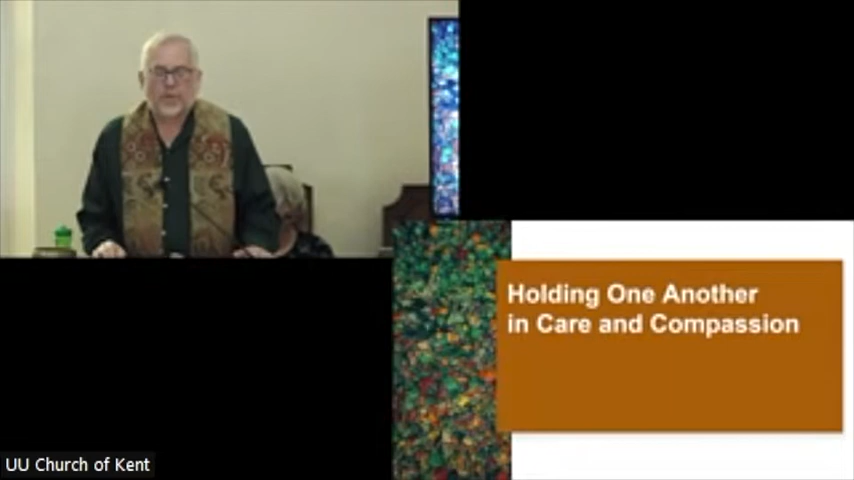 Holding One Another
in Care and Compassion
UU Church of Kent